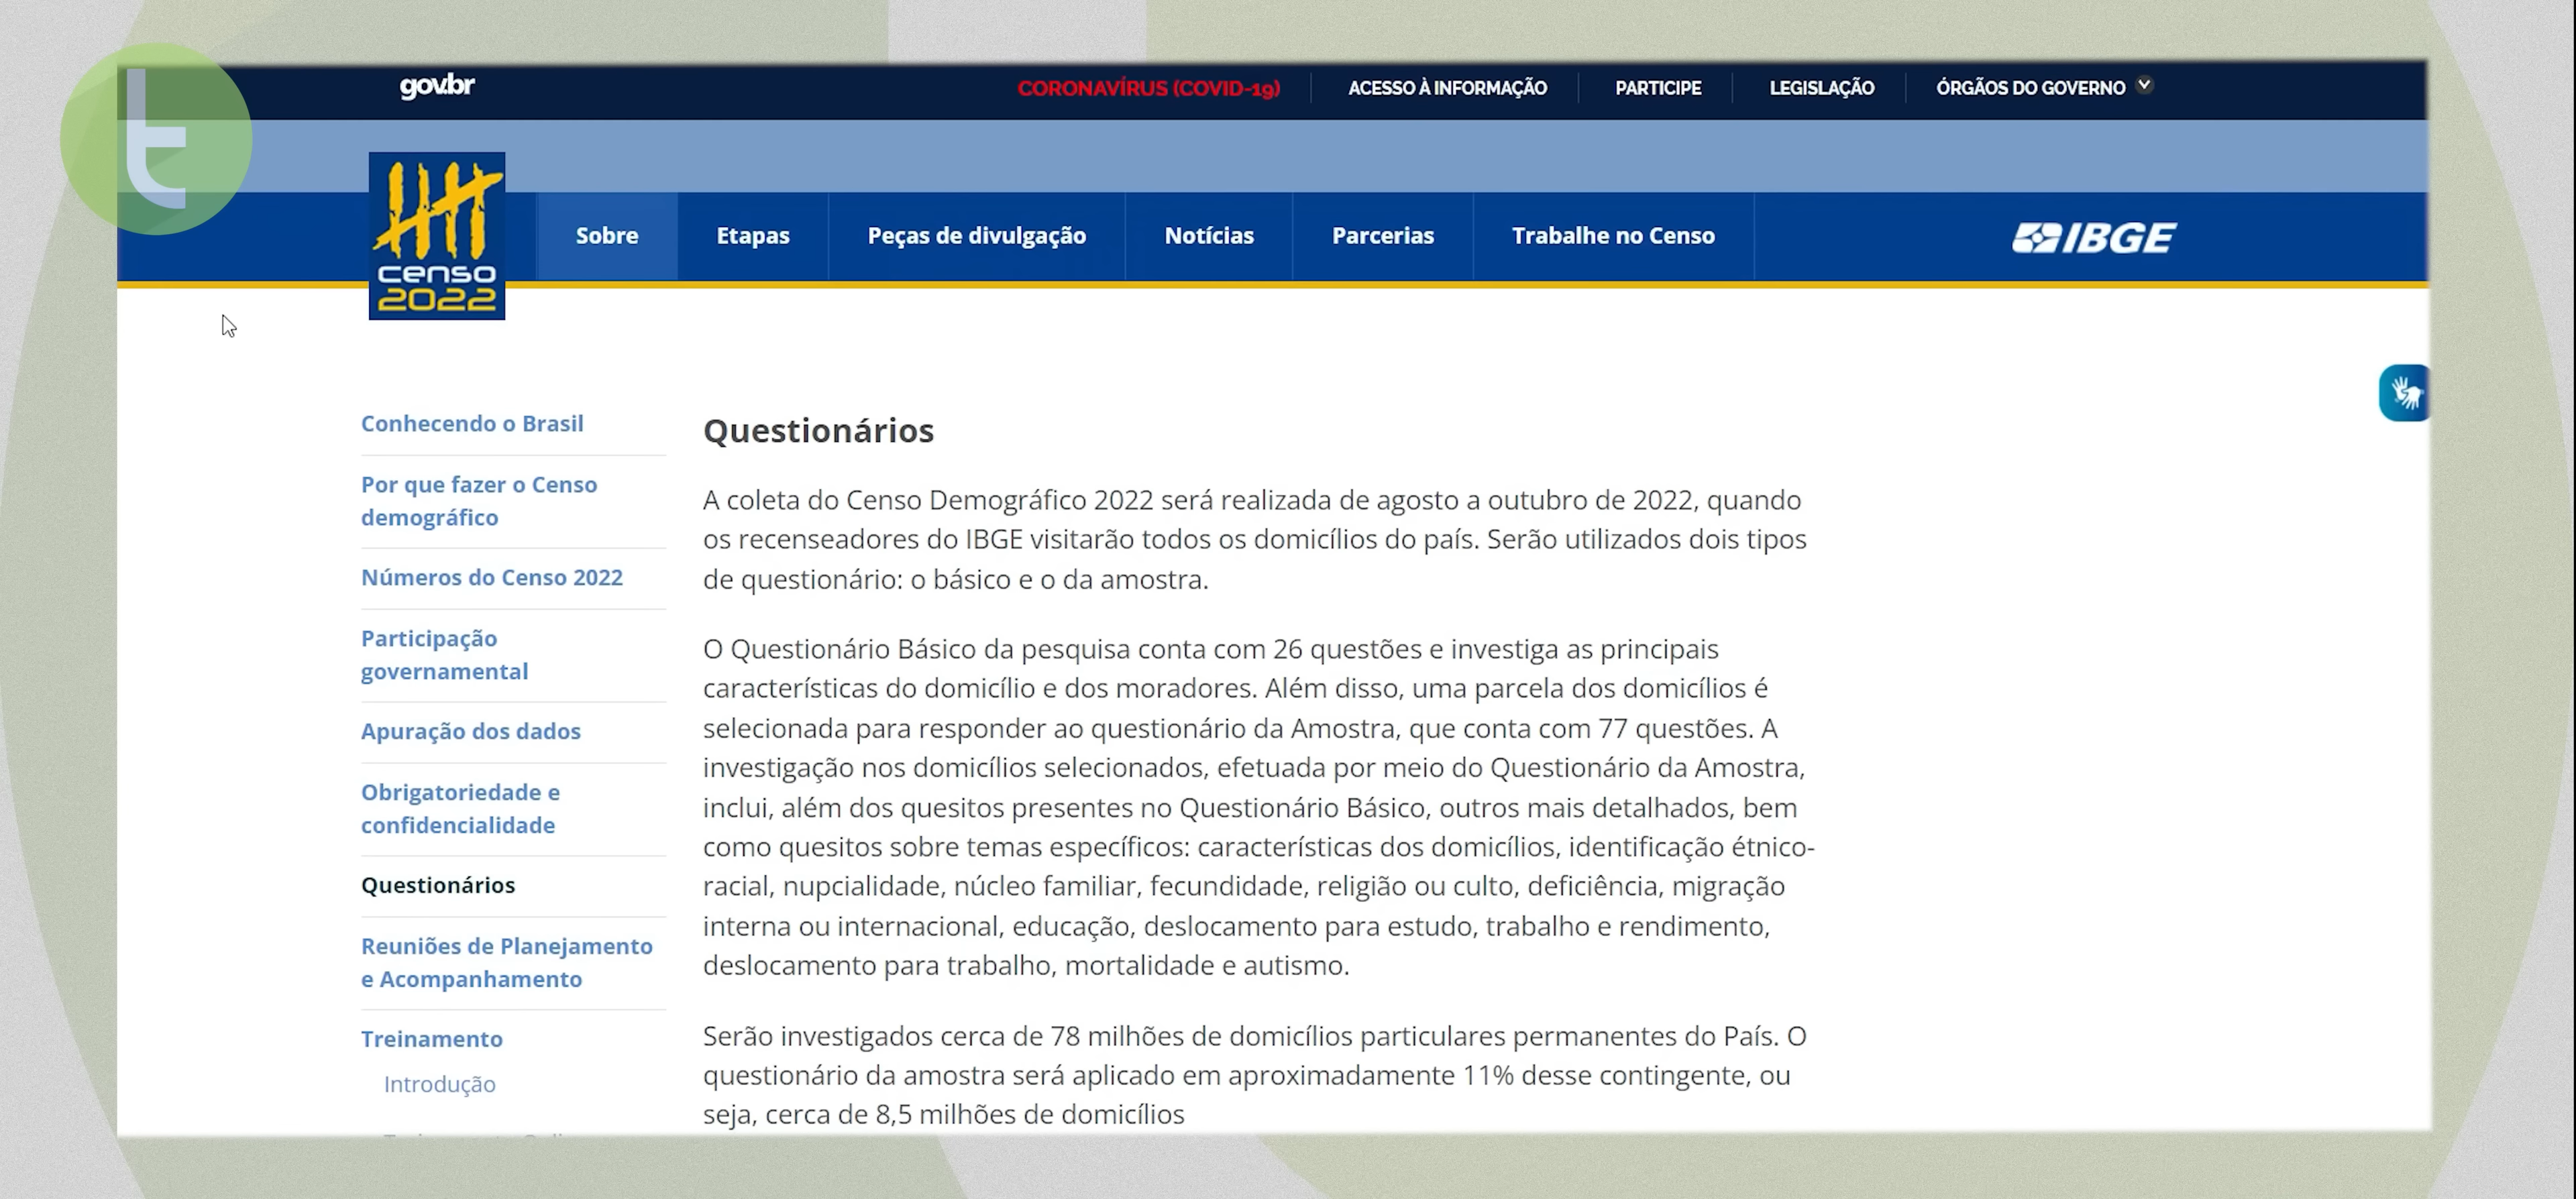 t
gov.br
CORONAVÍRUS (COVID-19)
ACESSO À INFORMAÇÃO
PARTICIPE
LEGISLAÇÃO
ÓRGÃOS DO GOVERNO
censo
2022
Sobre
Etapas
Peças de divulgação
Notícias
Parcerias
Trabalhe no Censo
IBGE
Conhecendo o Brasil
Por que fazer o Censo
demográfico
Números do Censo 2022
Participação
governamental
Apuração dos dados
Obrigatoriedade e
confidencialidade
Questionários
Reuniões de Planejamento
e Acompanhamento
Treinamento
Introdução
Questionários
A coleta do Censo Demográfico 2022 será realizada de agosto a outubro de 2022, quando
os recenseadores do IBGE visitarão todos os domicílios do país. Serão utilizados dois tipos
de questionário: o básico e o da amostra.
O Questionário Básico da pesquisa conta com 26 questões e investiga as principais
características do domicílio e dos moradores. Além disso, uma parcela dos domicílios é
selecionada para responder ao questionário da Amostra, que conta com 77 questões. A
investigação nos domicílios selecionados, efetuada por meio do Questionário da Amostra,
inclui, além dos quesitos presentes no Questionário Básico, outros mais detalhados, bem
como quesitos sobre temas específicos: características dos domicílios, identificação étnico-
racial, nupcialidade, núcleo familiar, fecundidade, religião ou culto, deficiência, migração
interna ou internacional, educação, deslocamento para estudo, trabalho e rendimento,
deslocamento para trabalho, mortalidade e autismo.
Serão investigados cerca de 78 milhões de domicílios particulares permanentes do País. O
questionário da amostra será aplicado em aproximadamente 11% desse contingente, ou
seja, cerca de 8,5 milhões de domicílios